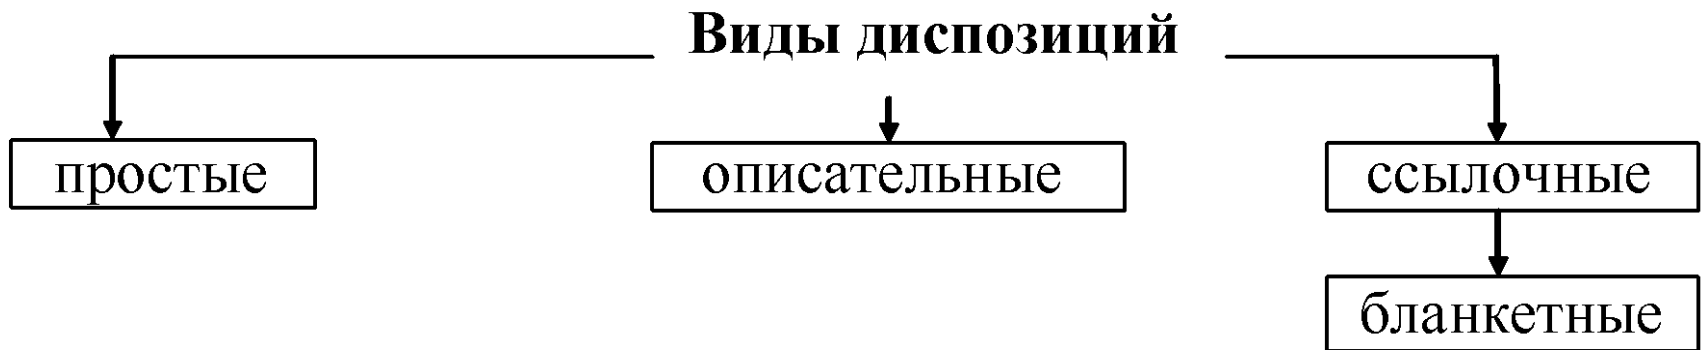 Виды диспозиций
простые
описательные
ссылочные
бланкетные